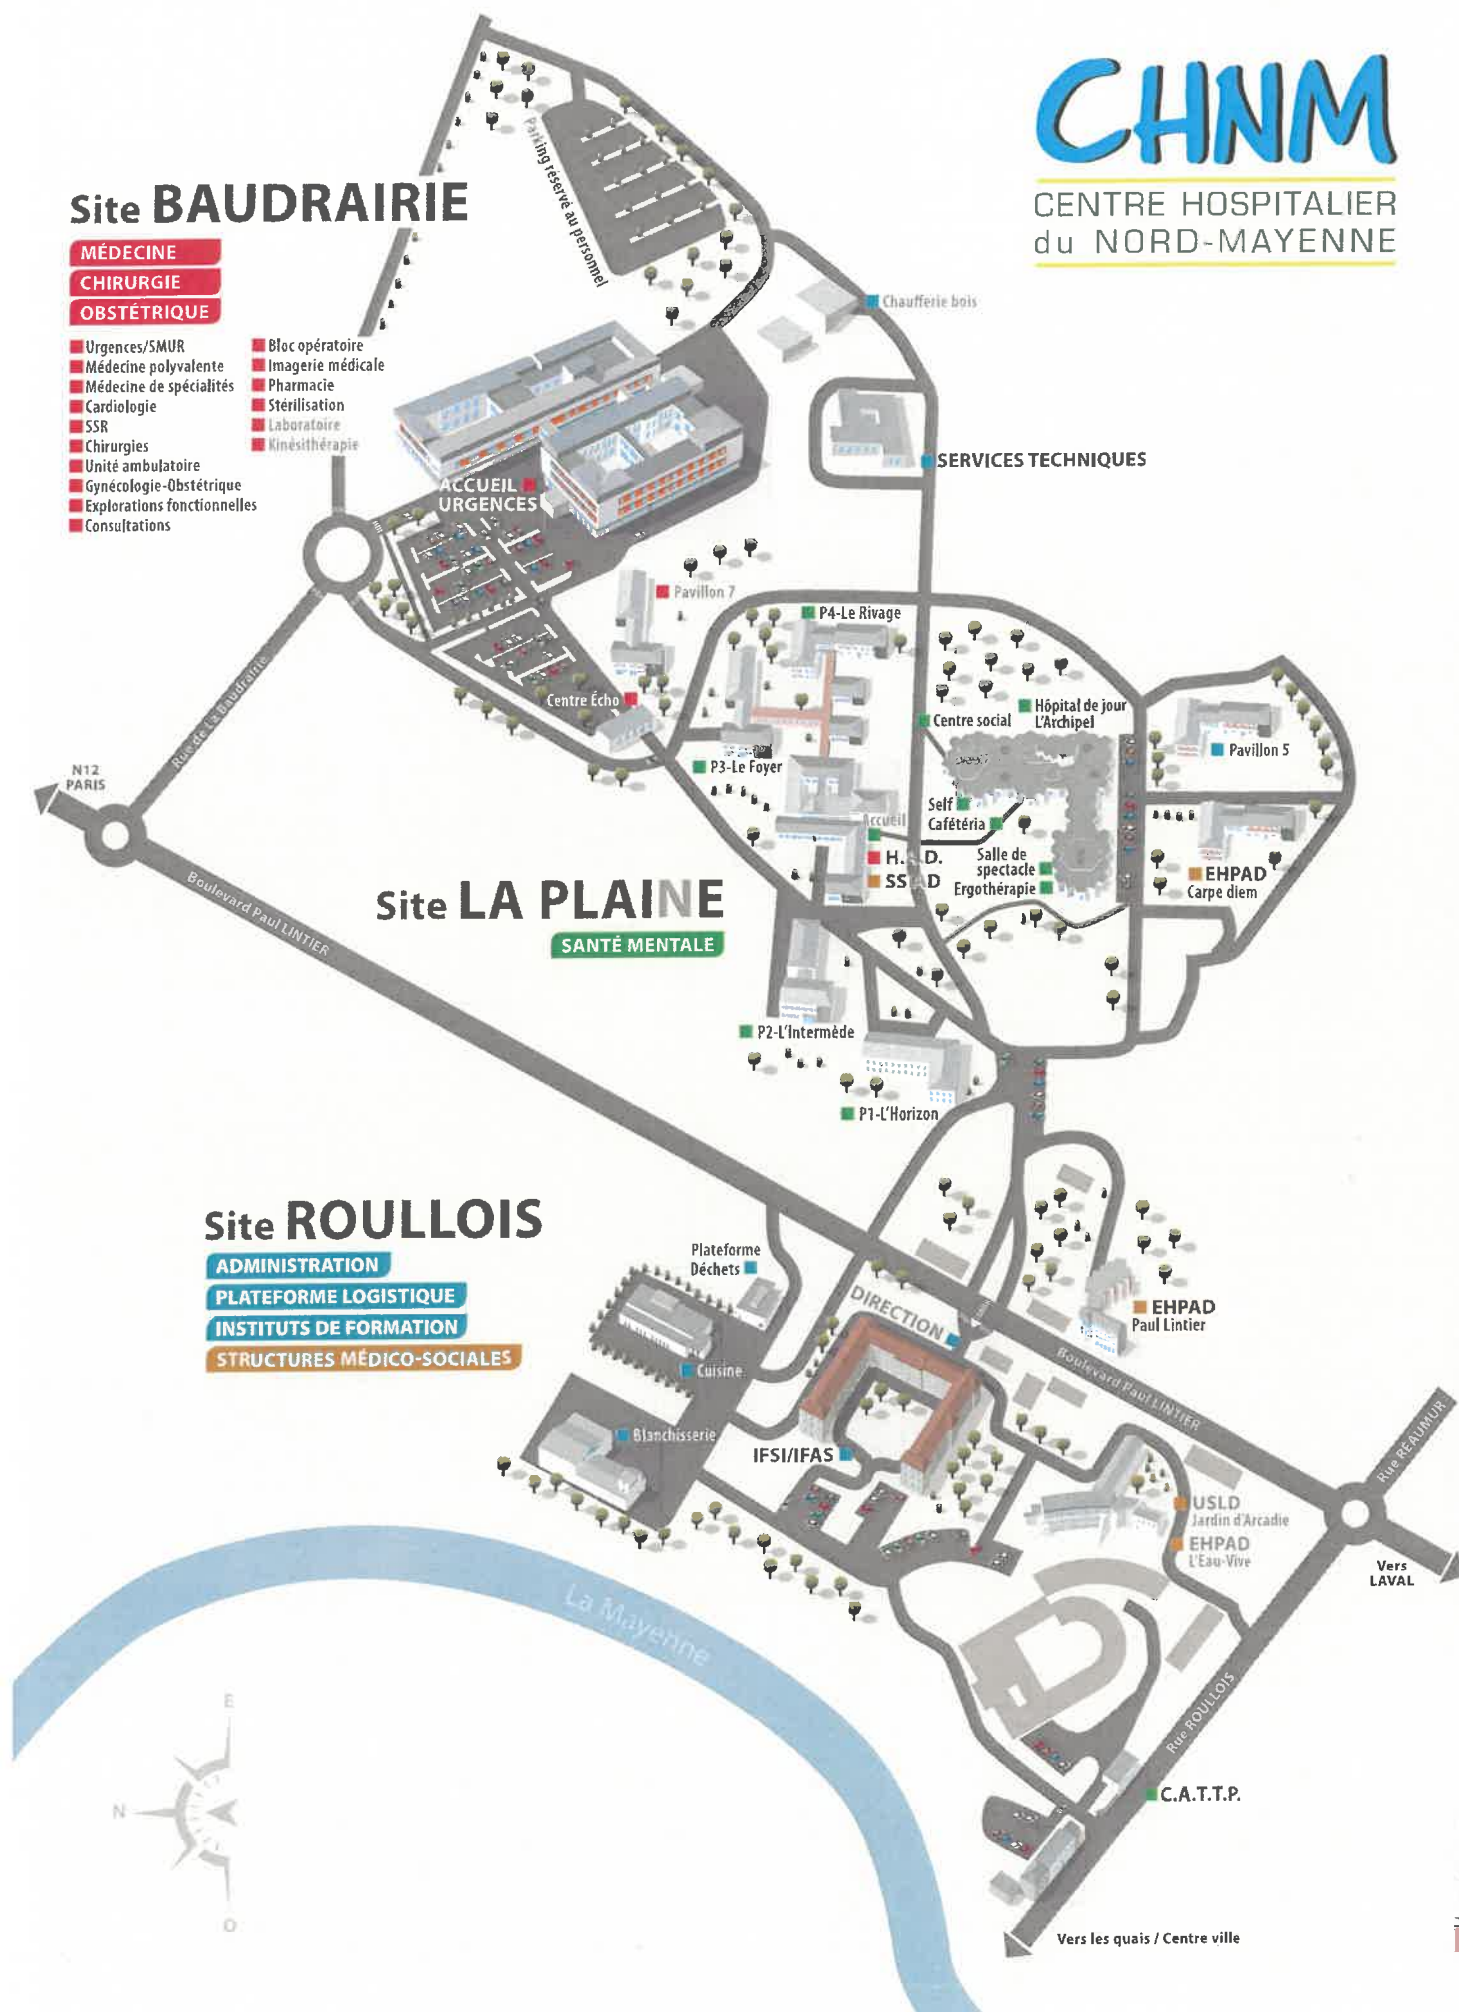 CHNM
CENTRE HOSPITALIER
du NORD-MAYENNE
Site BAUDRAIRIE
MÉDECINE
CHIRURGIE
OBSTÉTRIQUE
Urgences/SMUR
Médecine polyvalente
Médecine de spécialités
Cardiologie
SSR
Chirurgies
Unité ambulatoire
Gynécologie-Obstétrique
Explorations fonctionnelles
Consultations
Bloc opératoire
Imagerie médicale
Pharmacie
Stérilisation
Laboratoire
Kinésithérapie
Parking réservé au personnel
Chaufferie bois
SERVICES TECHNIQUES
ACCUEIL
URGENCES
Pavillon 7
P4-Le Rivage
Centre Écho
Centre social
Hôpital de jour
L'Archipel
Pavillon 5
P3-Le Foyer
Rue de La Baudrairie
N12
PARIS
Self
Cafétéria
Accueil
H.A.D.
SSIAD
Salle de
spectacle
Ergothérapie
EHPAD
Carpe diem
Boulevard Paul LINTIER
Site LA PLAINE
SANTÉ MENTALE
P2-L'Intermède
P1-L'Horizon
Site ROULLOIS
ADMINISTRATION
PLATEFORME LOGISTIQUE
INSTITUTS DE FORMATION
STRUCTURES MÉDICO-SOCIALES
Plateforme
Déchets
DIRECTION
EHPAD
Paul Lintier
Cuisine
Boulevard Paul LINTIER
Blanchisserie
IFSI/IFAS
Rue RÉAUMUR
USLD
Jardin d'Arcadie
EHPAD
L'Eau-Vive
Vers
LAVAL
La Mayenne
Rue ROULLOIS
C.A.T.T.P.
E
N
O
Vers les quais / Centre ville